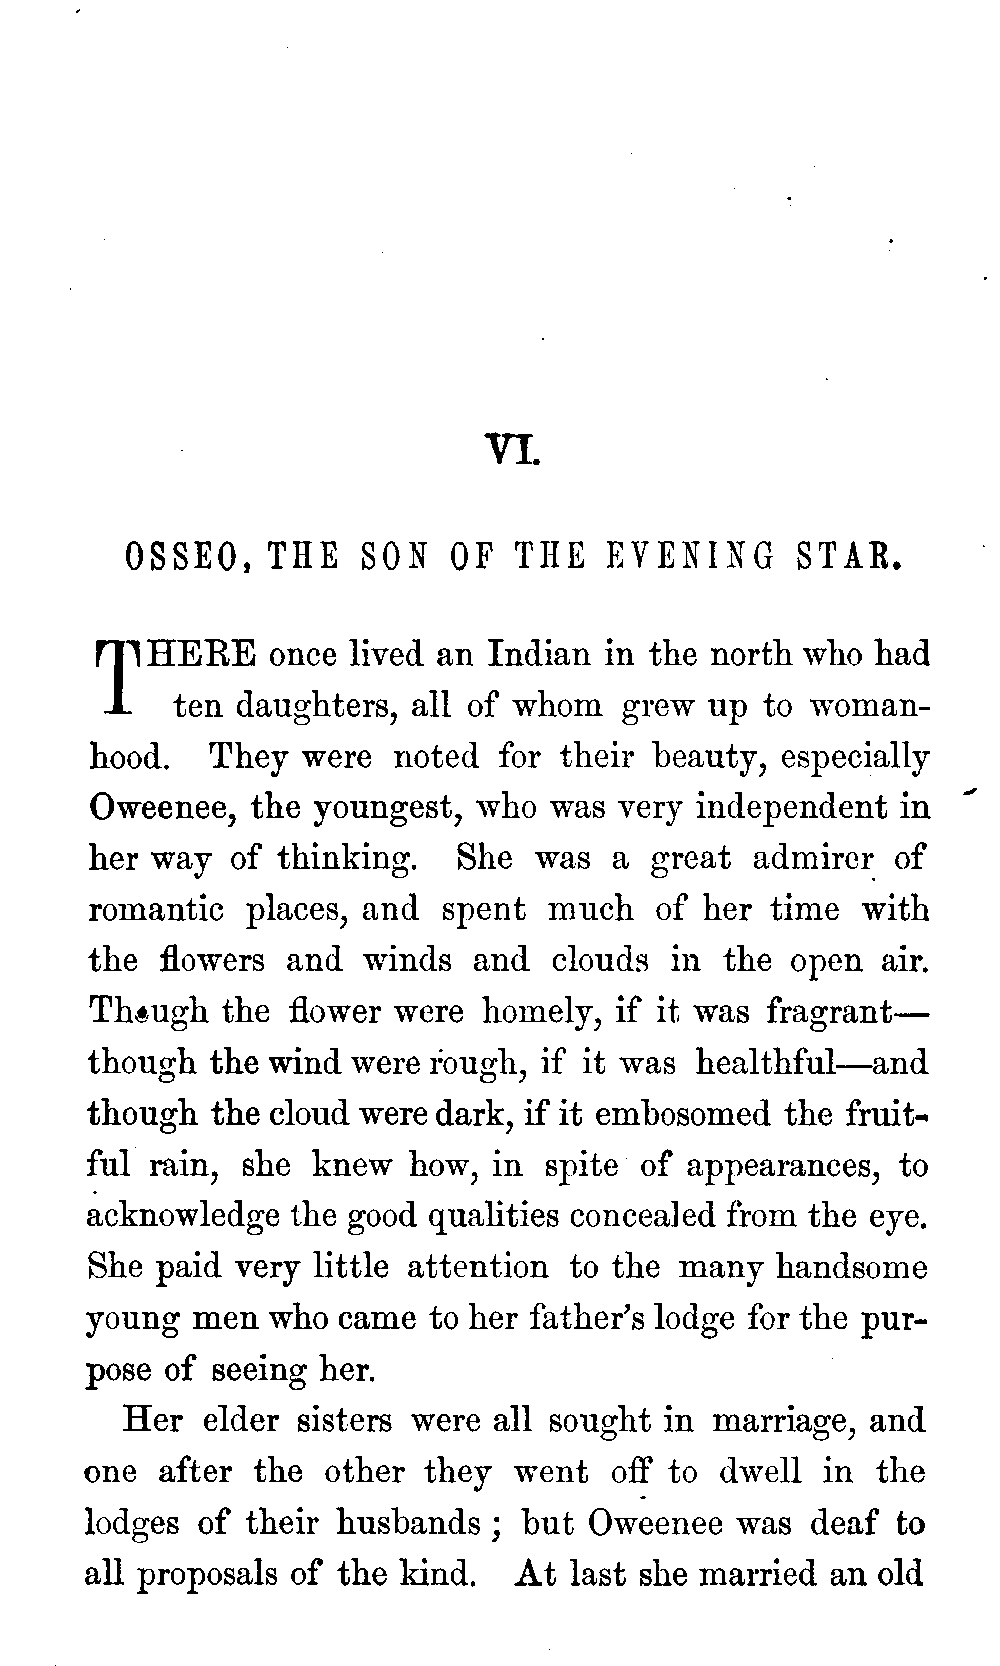 VI.
OSSEO, THE SON OF THE EVENING STAR.
THERE once lived an Indian in the north who had
ten daughters, all of whom grew up to woman-
hood. They were noted for their beauty, especially
Oweenee, the youngest, who was very independent in
her way of thinking. She was a great admirer of
romantic places, and spent much of her time with
the flowers and winds and clouds in the open air.
Though the flower were homely, if it was fragrant—
though the wind were rough, if it was healthful—and
though the cloud were dark, if it embosomed the fruit-
ful rain, she knew how, in spite of appearances, to
acknowledge the good qualities concealed from the eye.
She paid very little attention to the many handsome
young men who came to her father's lodge for the pur-
pose of seeing her.
Her elder sisters were all sought in marriage, and
one after the other they went off to dwell in the
lodges of their husbands ; but Oweenee was deaf to
all proposals of the kind. At last she married an old